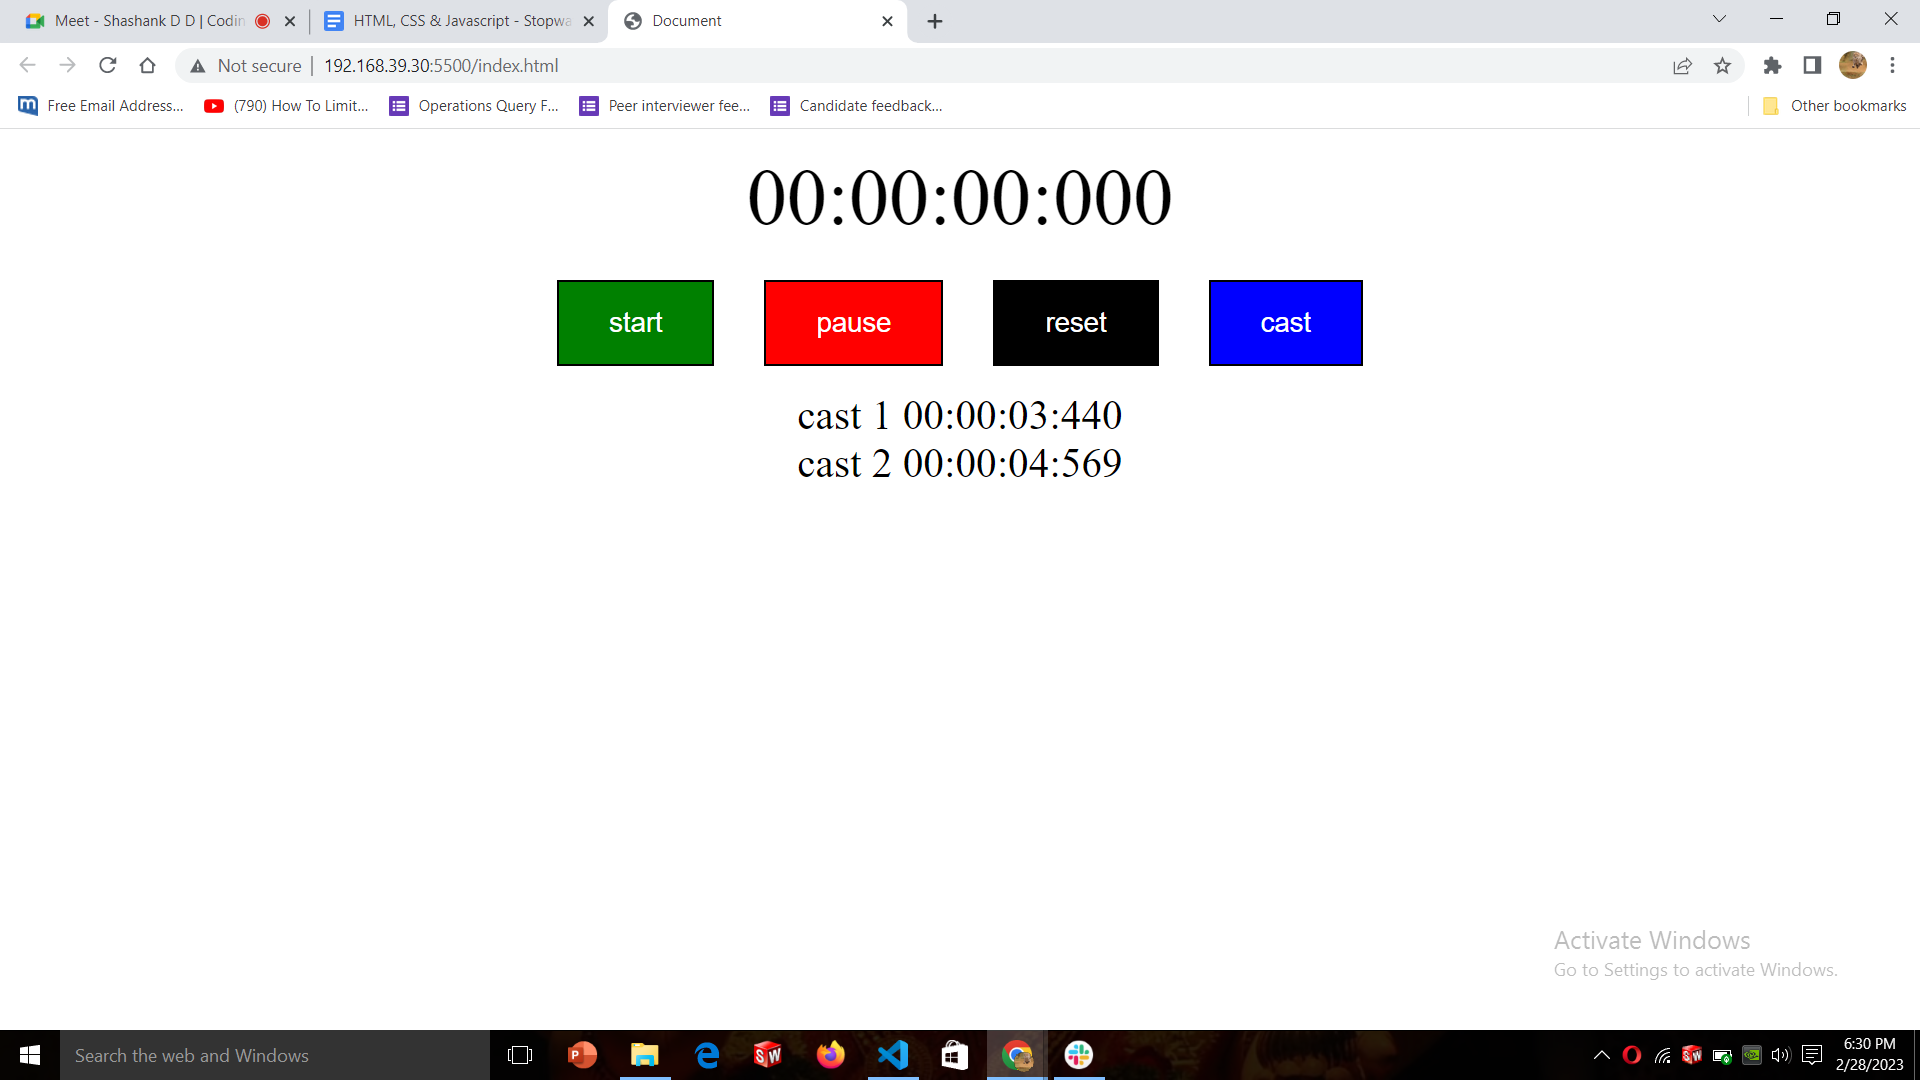 Meet - Shashank D D | Codin
HTML, CSS & Javascript - Stopwa
Document
Not secure
192.168.39.30:5500/index.html
Free Email Address...
(790) How To Limit...
Operations Query F...
Peer interviewer fee...
Candidate feedback...
Other bookmarks
00:00:00:000
start
pause
reset
cast
cast 1 00:00:03:440
cast 2 00:00:04:569
Activate Windows
Go to Settings to activate Windows.
Search the web and Windows
6:30 PM
2/28/2023